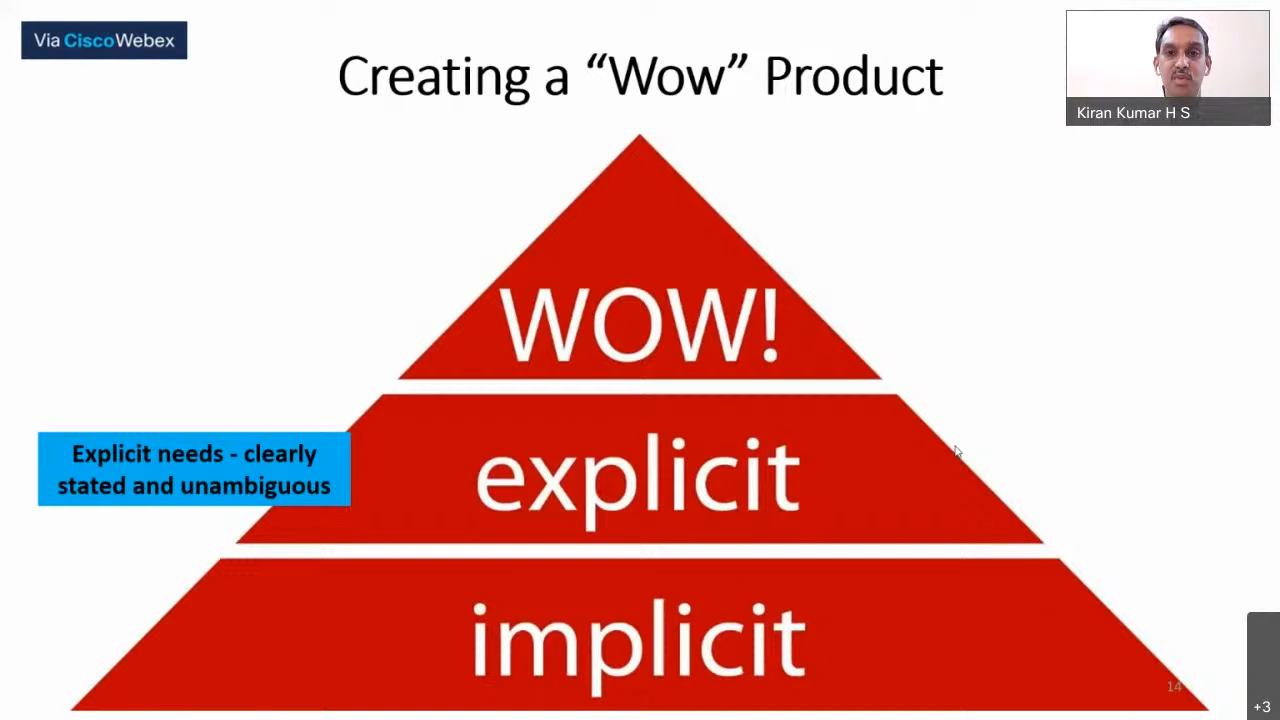 Via CiscoWebex
Creating a “Wow” Product
Kiran Kumar H S
WOW!
Explicit needs - clearly
stated and unambiguous
explicit
implicit
14
+3